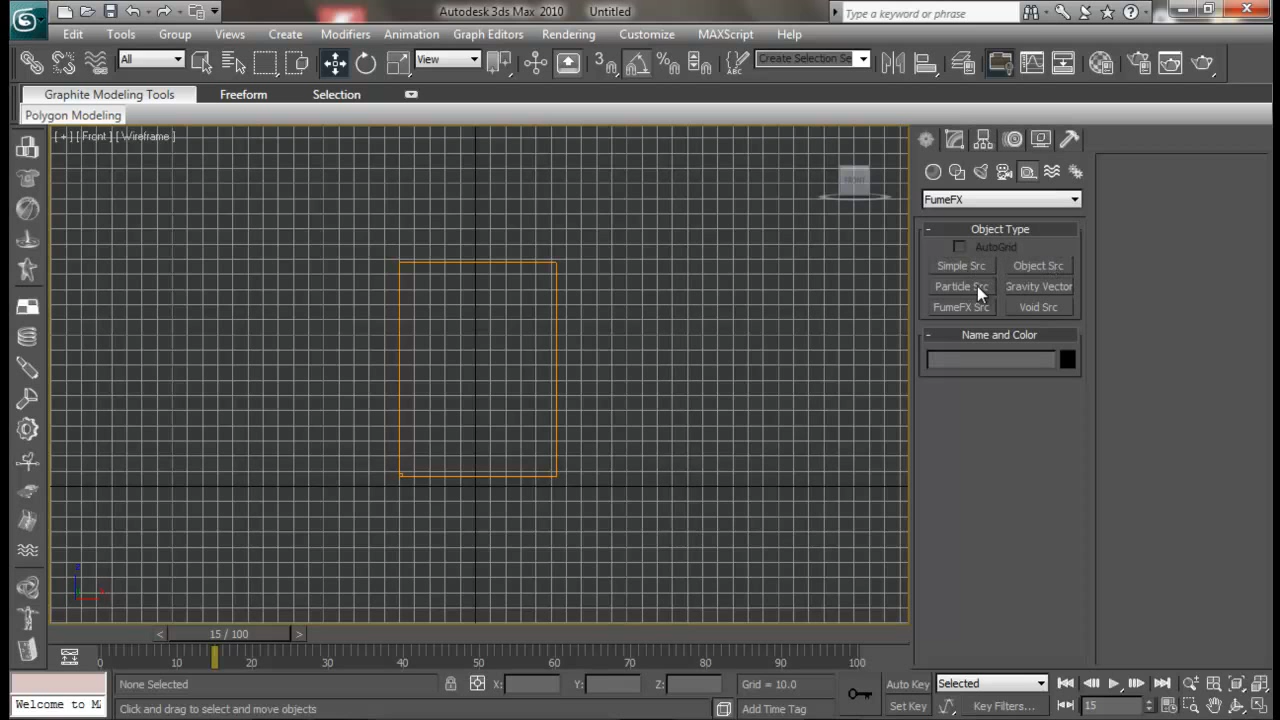 Autodesk 3ds Max 2010 Untitled
Type a keyword or phrase
Edit Tools Group Views Create Modifiers Animation Graph Editors Rendering Customize MAXScript Help
All View Create Selection Se
Graphite Modeling Tools Freeform Selection
Polygon Modeling
[ + ] [ Front ] [ Wireframe ]
FRONT
FumeFX
- Object Type
AutoGrid
Simple Src Object Src
Particle Src Gravity Vector
FumeFX Src Void Src
- Name and Color
< 15 / 100 >
0 10 20 30 40 50 60 70 80 90 100
None Selected X: Y: Z: Grid = 10.0 Auto Key Selected
Welcome to MA Click and drag to select and move objects Add Time Tag Set Key Key Filters... 15